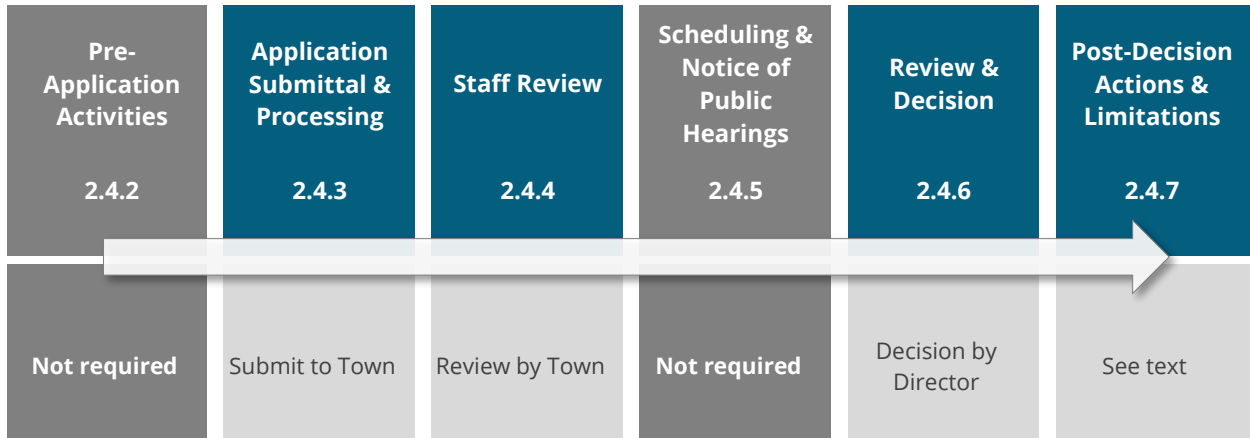 Pre-
Application
Activities
2.4.2
Application
Submittal &
Processing
2.4.3
Staff Review
2.4.4
Scheduling &
Notice of
Public
Hearings
2.4.5
Review &
Decision
2.4.6
Post-Decision
Actions &
Limitations
2.4.7
Not required
Submit to Town
Review by Town
Not required
Decision by
Director
See text